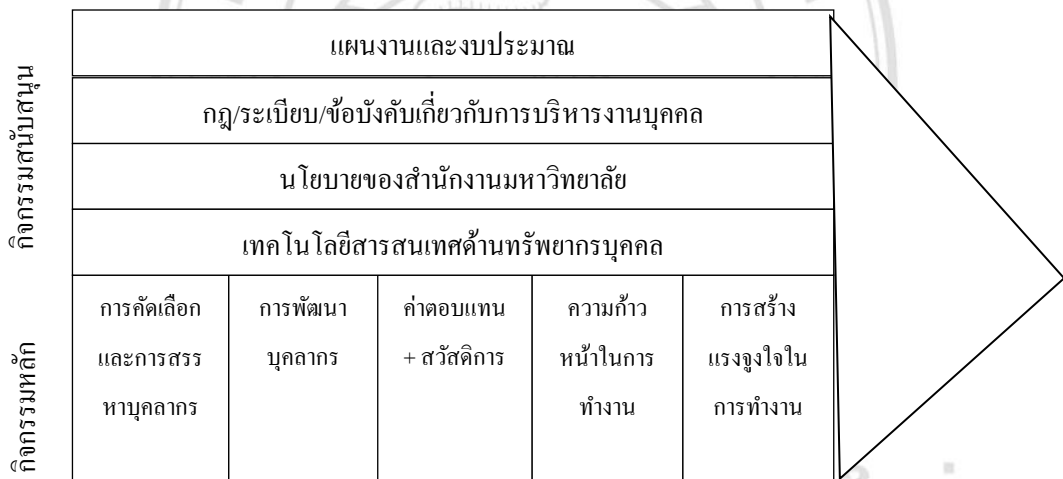 กิจกรรมสนับสนุน
แผนงานและงบประมาณ
กฎ/ระเบียบ/ข้อบังคับเกี่ยวกับการบริหารงานบุคคล
นโยบายของสำนักงานมหาวิทยาลัย
เทคโนโลยีสารสนเทศด้านทรัพยากรบุคคล
กิจกรรมหลัก
การคัดเลือก
และการสรร
หาบุคลากร
การพัฒนา
บุคลากร
ค่าตอบแทน
+ สวัสดิการ
ความก้าว
หน้าในการ
ทำงาน
การสร้าง
แรงจูงใจใน
การทำงาน